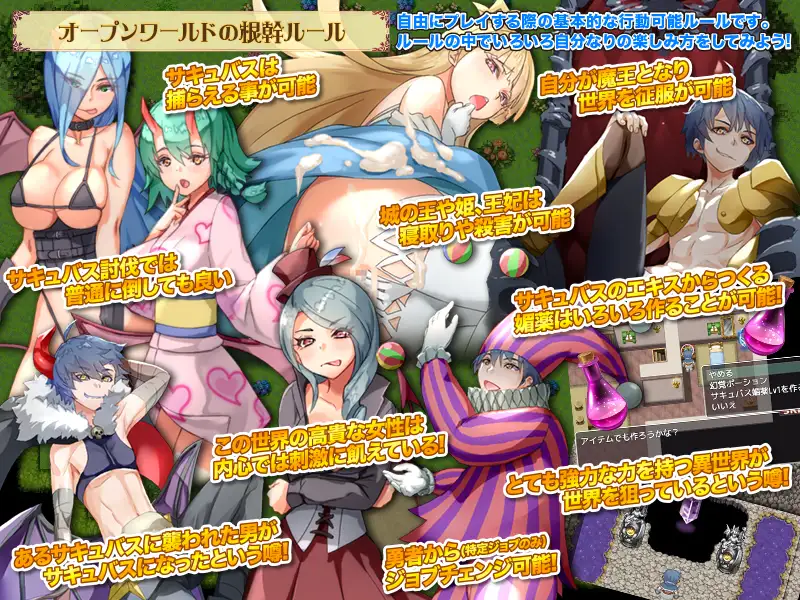 オープンワールドの根幹ルール
自由にプレイする際の基本的な行動可能ルールです。
ルールの中でいろいろ自分なりの楽しみ方をしてみよう!
サキュバスは
捕らえる事が可能
自分が魔王となり
世界を征服が可能
城の王や姫、王妃は
寝取りや殺害が可能
サキュバス討伐では
普通に倒しても良い
サキュバスのエキスからつくる
媚薬はいろいろ作ることが可能!
やめる
幻覚ポーション
サキュバス媚薬Lv1を作る
いいえ
アイテムでも作ろうかな?
この世界の高貴な女性は
内心では刺激に飢えている!
とても強力な力を持つ異世界が
世界を狙っているという噂!
あるサキュバスに襲われた男が
サキュバスになったという噂!
勇者から(特定ジョブのみ)
ジョブチェンジ可能!